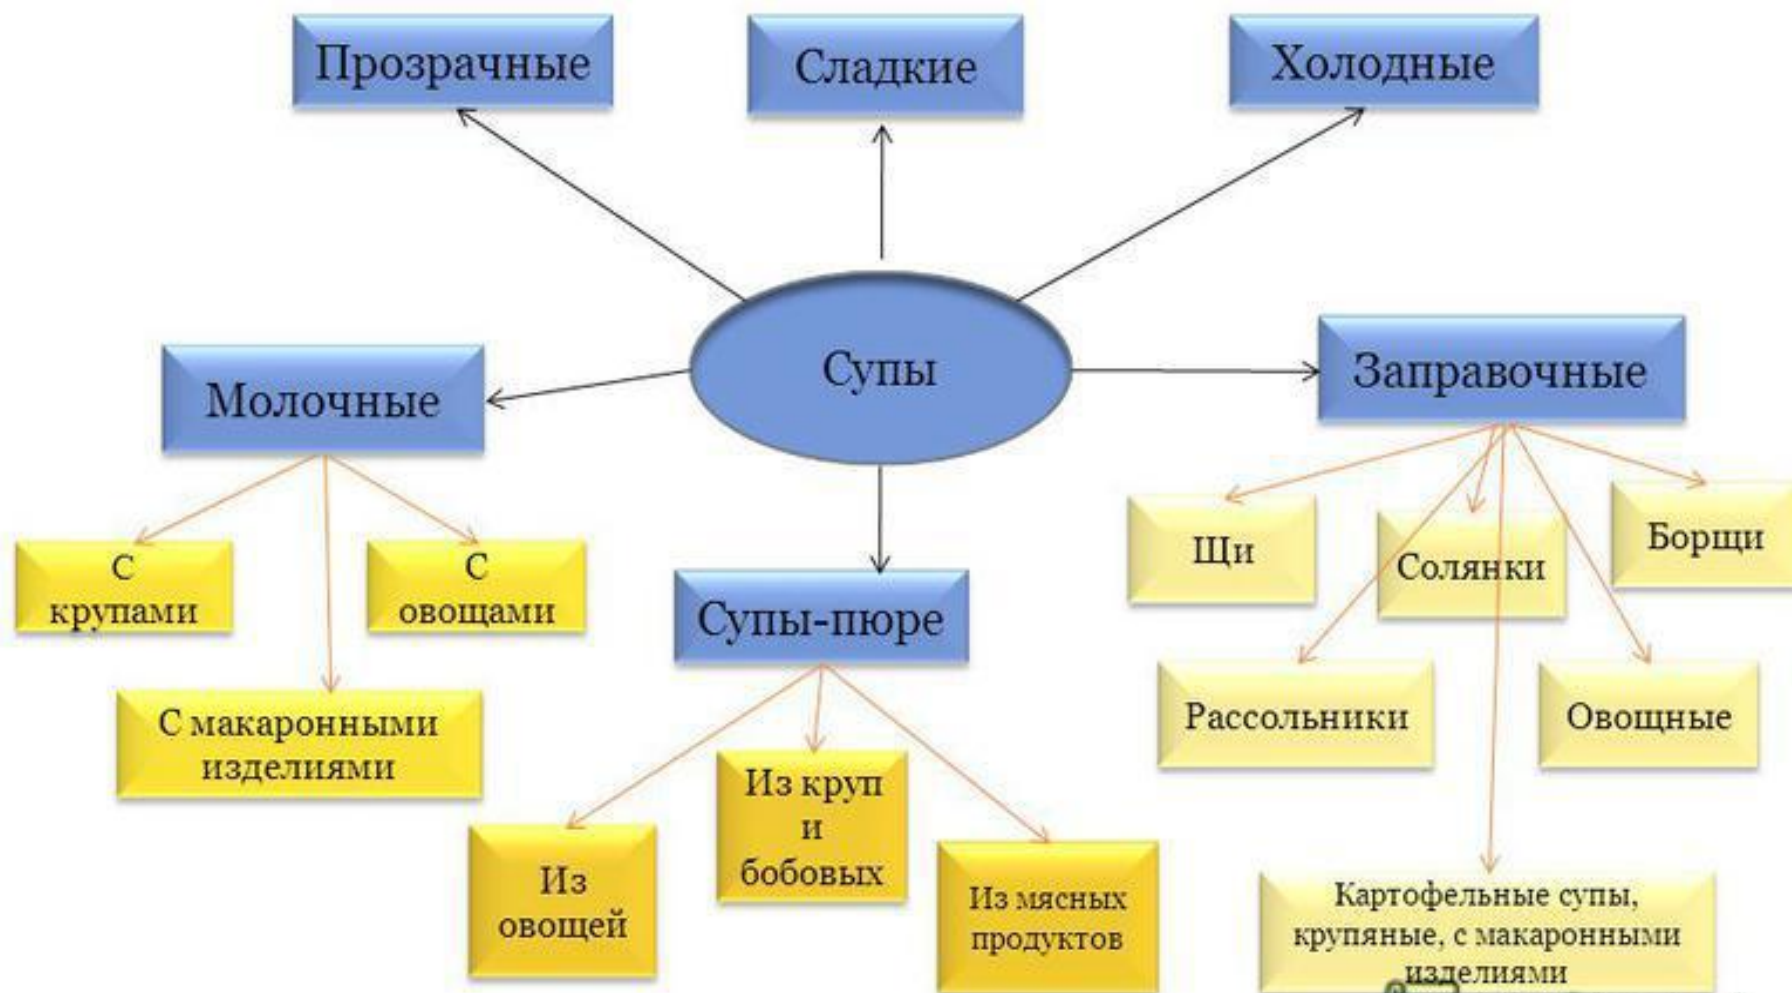 Прозрачные
Сладкие
Холодные
Супы
Молочные
Заправочные
С
крупами
С
овощами
С макаронными
изделиями
Супы-пюре
Из
овощей
Из круп
и
бобовых
Из мясных
продуктов
Щи
Солянки
Борщи
Рассольники
Овощные
Картофельные супы,
крупяные, с макаронными
изделиями